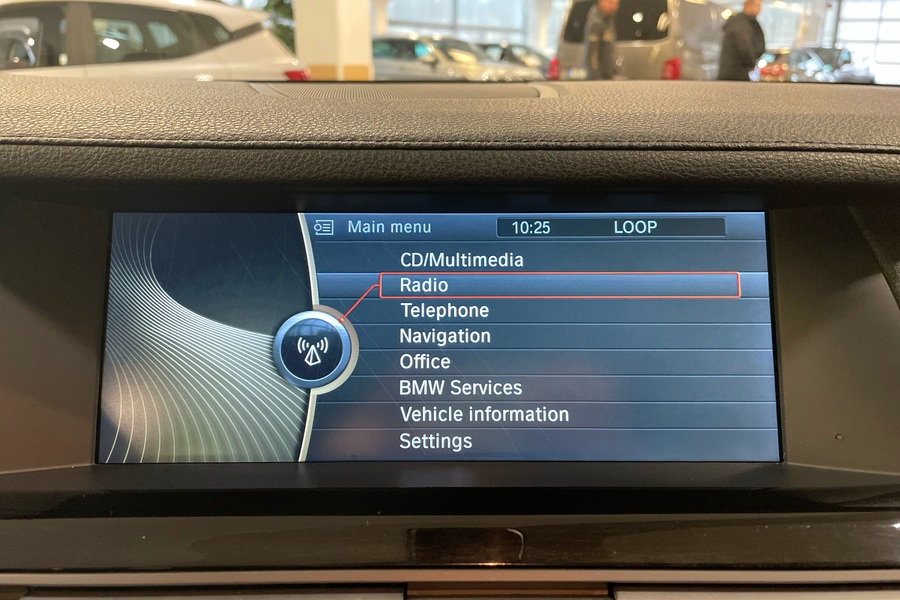 Main menu 10:25 LOOP
CD/Multimedia
Radio
Telephone
Navigation
Office
BMW Services
Vehicle information
Settings